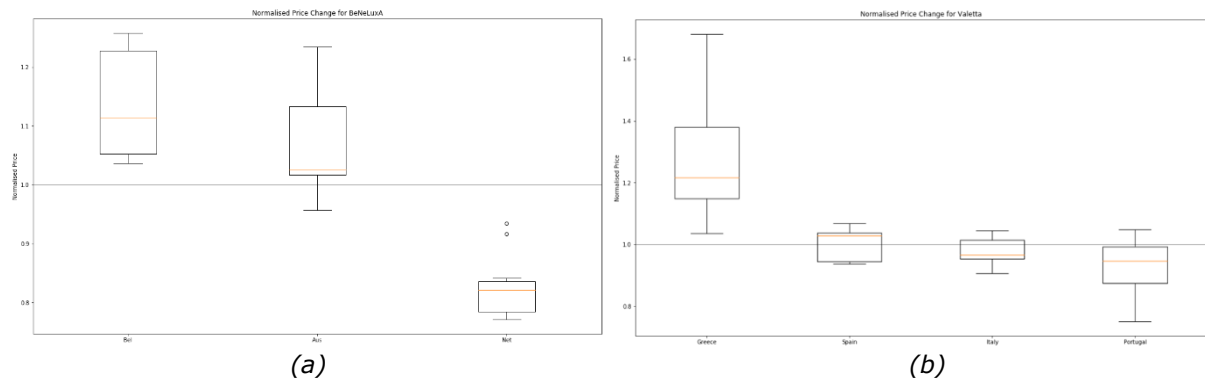 Normalised Price Change for BeNeLuxA
Normalised Price
1.2
1.1
1.0
0.9
0.8
Bel
Aus
Net
(a)
Normalised Price Change for Valetta
Normalised Price
1.6
1.4
1.2
1.0
0.8
Greece
Spain
Italy
Portugal
(b)